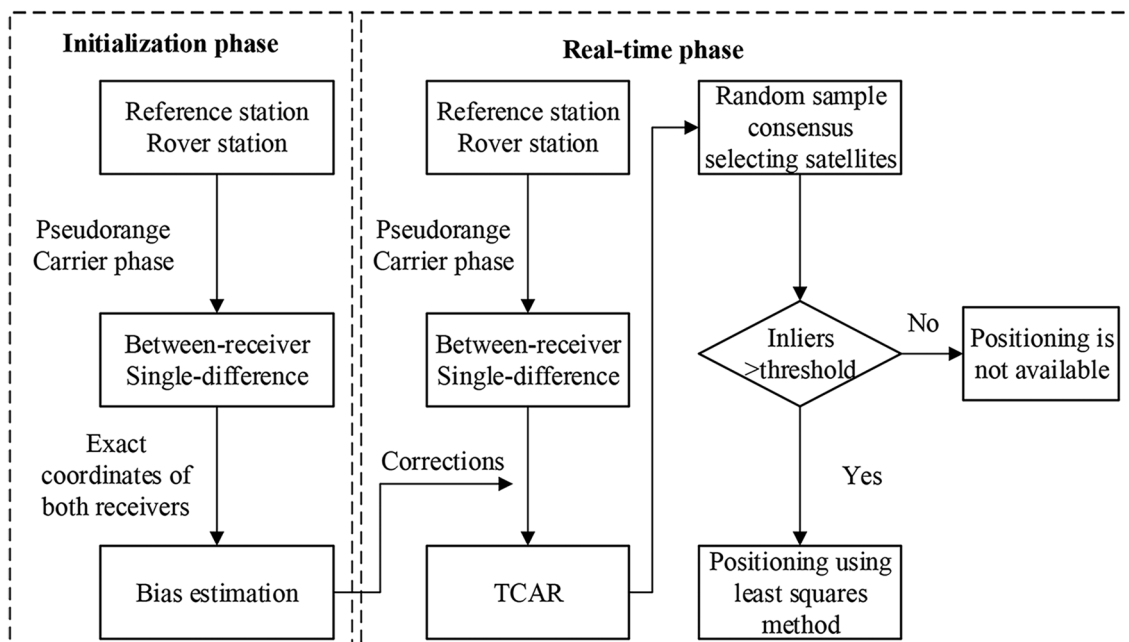 Initialization phase
Reference station
Rover station
Pseudorange
Carrier phase
Between-receiver
Single-difference
Exact
coordinates of
both receivers
Bias estimation
Corrections
Real-time phase
Reference station
Rover station
Pseudorange
Carrier phase
Between-receiver
Single-difference
TCAR
Random sample
consensus
selecting satellites
Inliers
>threshold
No
Positioning is
not available
Yes
Positioning using
least squares
method